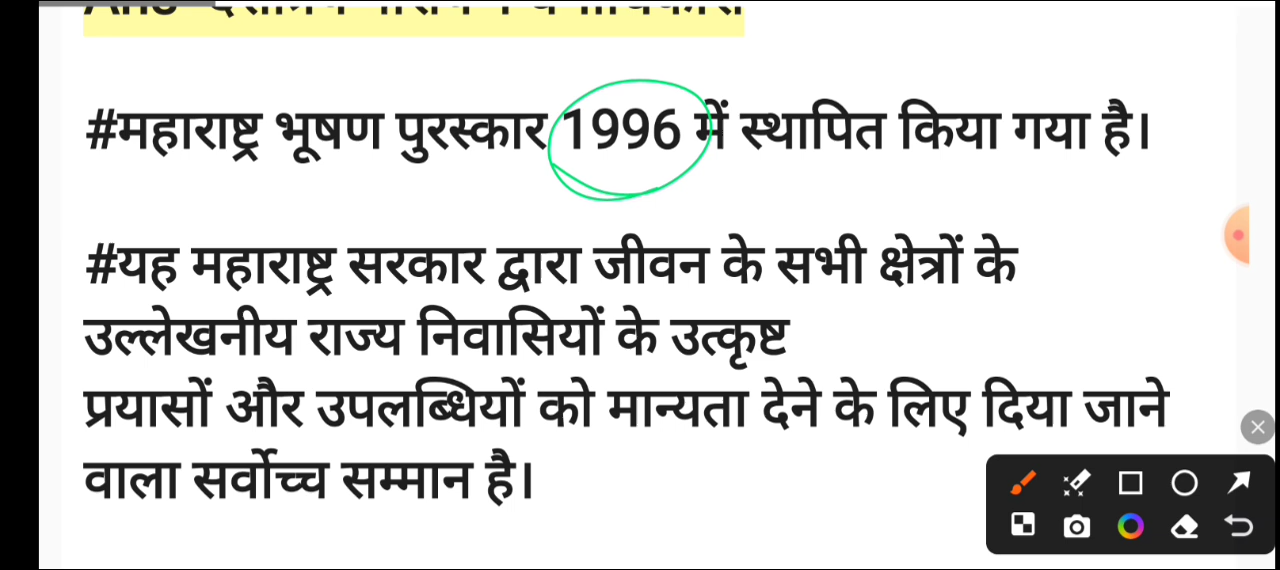 #महाराष्ट्र भूषण पुरस्कार 1996 में स्थापित किया गया है।
#यह महाराष्ट्र सरकार द्वारा जीवन के सभी क्षेत्रों के
उल्लेखनीय राज्य निवासियों के उत्कृष्ट
प्रयासों और उपलब्धियों को मान्यता देने के लिए दिया जाने
वाला सर्वोच्च सम्मान है।